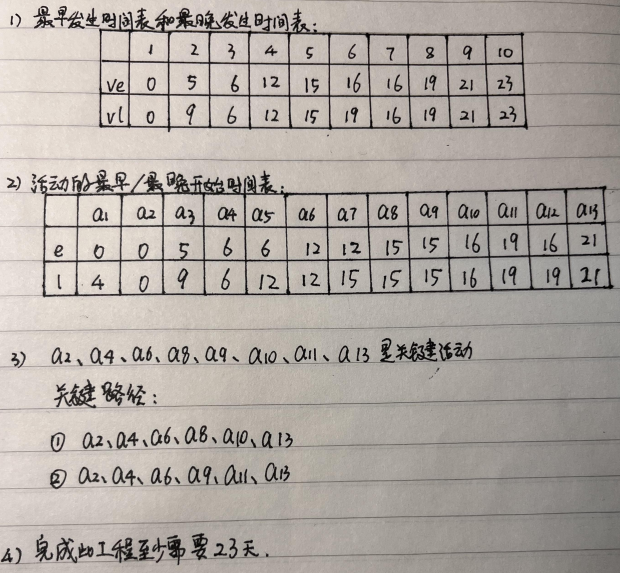 1) 最早发生时间表和最晚发生时间表:
1 2 3 4 5 6 7 8 9 10
ve 0 5 6 12 15 16 16 19 21 23
vl 0 9 6 12 15 19 16 19 21 23
2) 活动的最早/最晚开始时间表:
a1 a2 a3 a4 a5 a6 a7 a8 a9 a10 a11 a12 a13
e 0 0 5 6 6 12 12 15 15 16 19 16 21
l 4 0 9 6 12 12 15 15 15 16 19 19 21
3) a2、a4、a6、a8、a9、a10、a11、a13 是关键活动
关键路径:
① a2、a4、a6、a8、a10、a13
② a2、a4、a6、a9、a11、a13
4) 完成此工程至少需要23天.